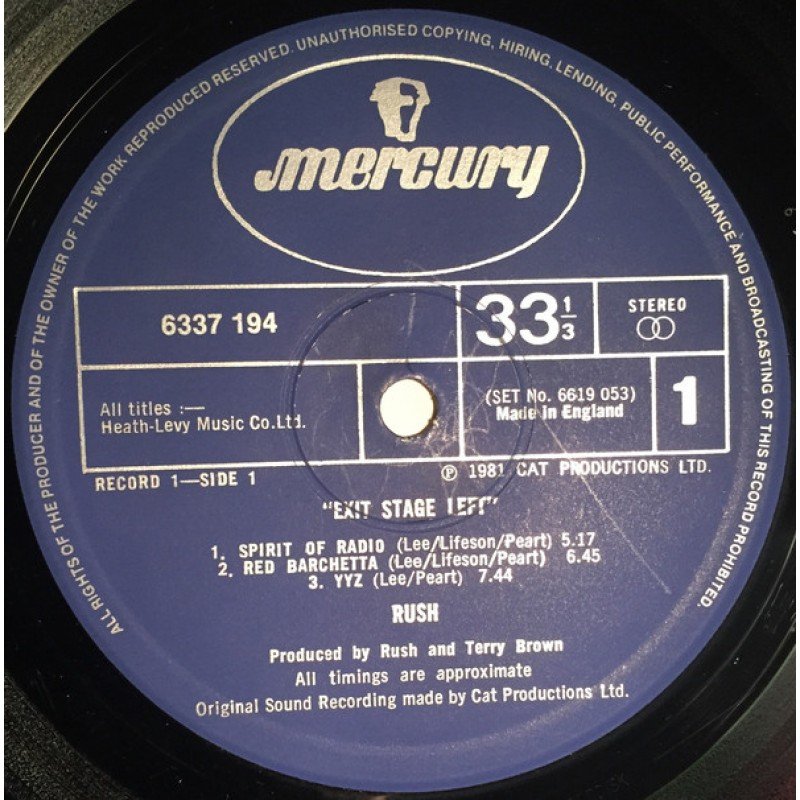 ALL RIGHTS OF THE PRODUCER AND OF THE OWNER OF THE WORK REPRODUCED RESERVED. UNAUTHORISED COPYING, HIRING, LENDING, PUBLIC PERFORMANCE AND BROADCASTING OF THIS RECORD PROHIBITED.
mercury
6337 194
33 1/3
STEREO
All titles :—
Heath-Levy Music Co.Ltd.
(SET No. 6619 053)
Made in England
1
RECORD 1—SIDE 1
℗ 1981 CAT PRODUCTIONS LTD.
"EXIT STAGE LEFT"
1. SPIRIT OF RADIO (Lee/Lifeson/Peart) 5.17
2. RED BARCHETTA (Lee/Lifeson/Peart) 6.45
3. YYZ (Lee/Peart) 7.44
RUSH
Produced by Rush and Terry Brown
All timings are approximate
Original Sound Recording made by Cat Productions Ltd.